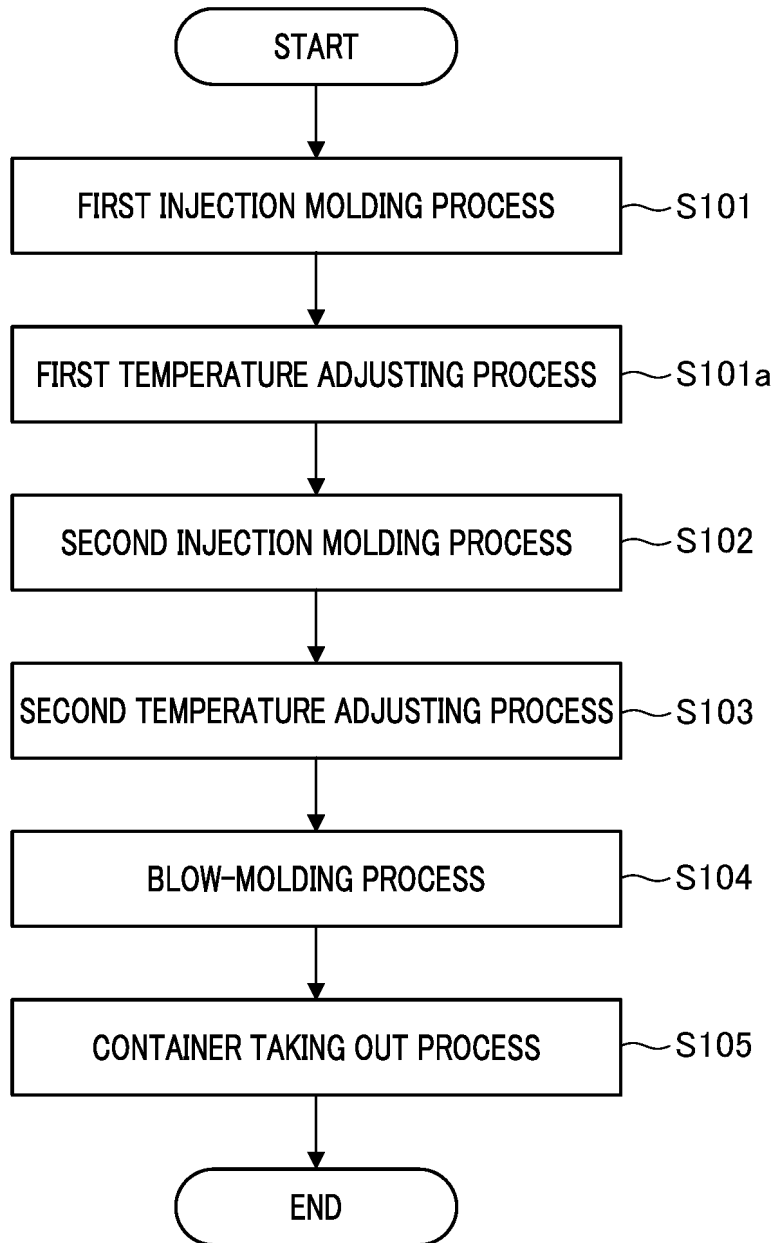 START
FIRST INJECTION MOLDING PROCESS
S101
FIRST TEMPERATURE ADJUSTING PROCESS
S101a
SECOND INJECTION MOLDING PROCESS
S102
SECOND TEMPERATURE ADJUSTING PROCESS
S103
BLOW-MOLDING PROCESS
S104
CONTAINER TAKING OUT PROCESS
S105
END